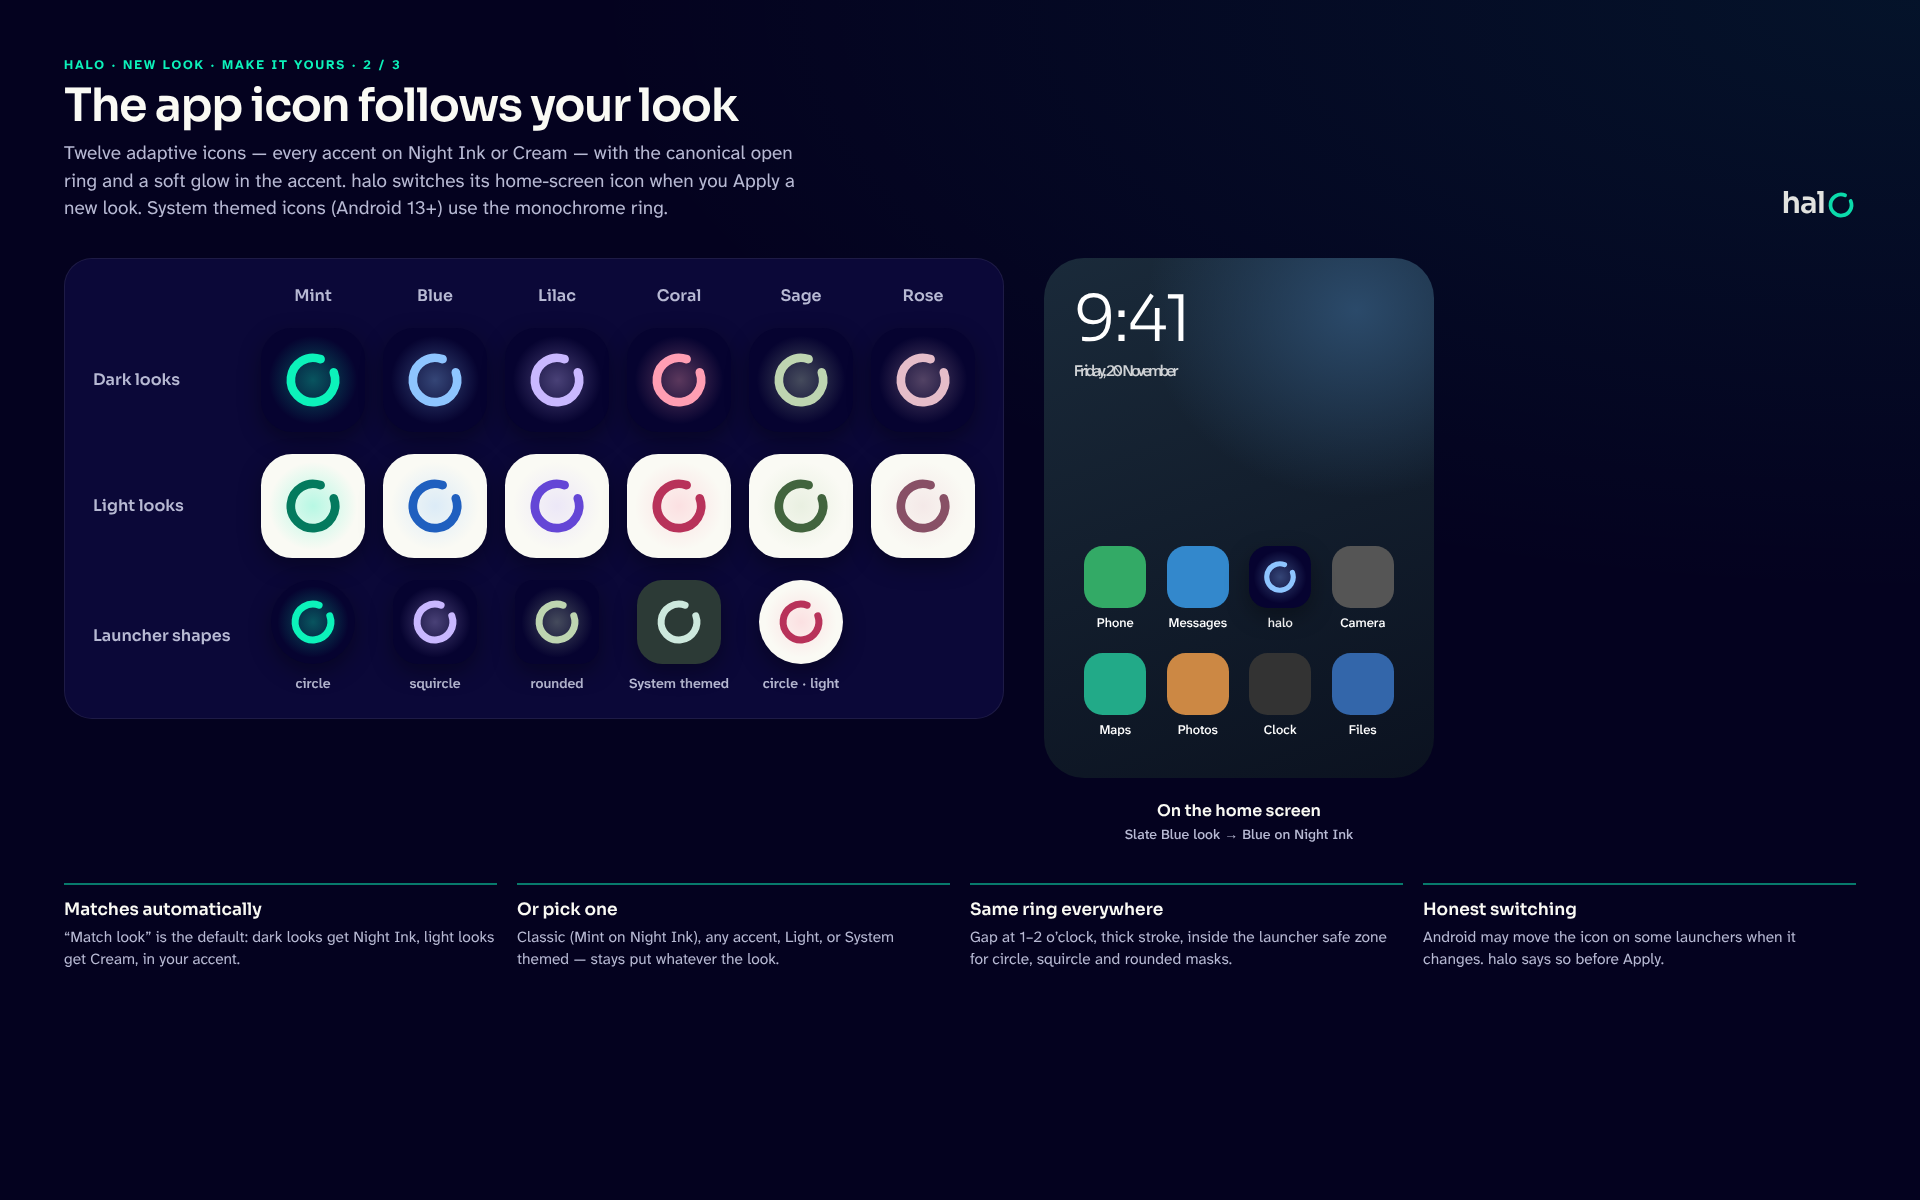 HALO · NEW LOOK · MAKE IT YOURS · 2 / 3
The app icon follows your look
Twelve adaptive icons — every accent on Night Ink or Cream — with the canonical open
ring and a soft glow in the accent. halo switches its home-screen icon when you Apply a
new look. System themed icons (Android 13+) use the monochrome ring.
halo
Mint Blue Lilac Coral Sage Rose
Dark looks
Light looks
Launcher shapes
circle squircle rounded System themed circle · light
9:41
Friday, 20 November
Phone Messages halo Camera
Maps Photos Clock Files
On the home screen
Slate Blue look → Blue on Night Ink
Matches automatically
“Match look” is the default: dark looks get Night Ink, light looks
get Cream, in your accent.
Or pick one
Classic (Mint on Night Ink), any accent, Light, or System
themed — stays put whatever the look.
Same ring everywhere
Gap at 1–2 o’clock, thick stroke, inside the launcher safe zone
for circle, squircle and rounded masks.
Honest switching
Android may move the icon on some launchers when it
changes. halo says so before Apply.